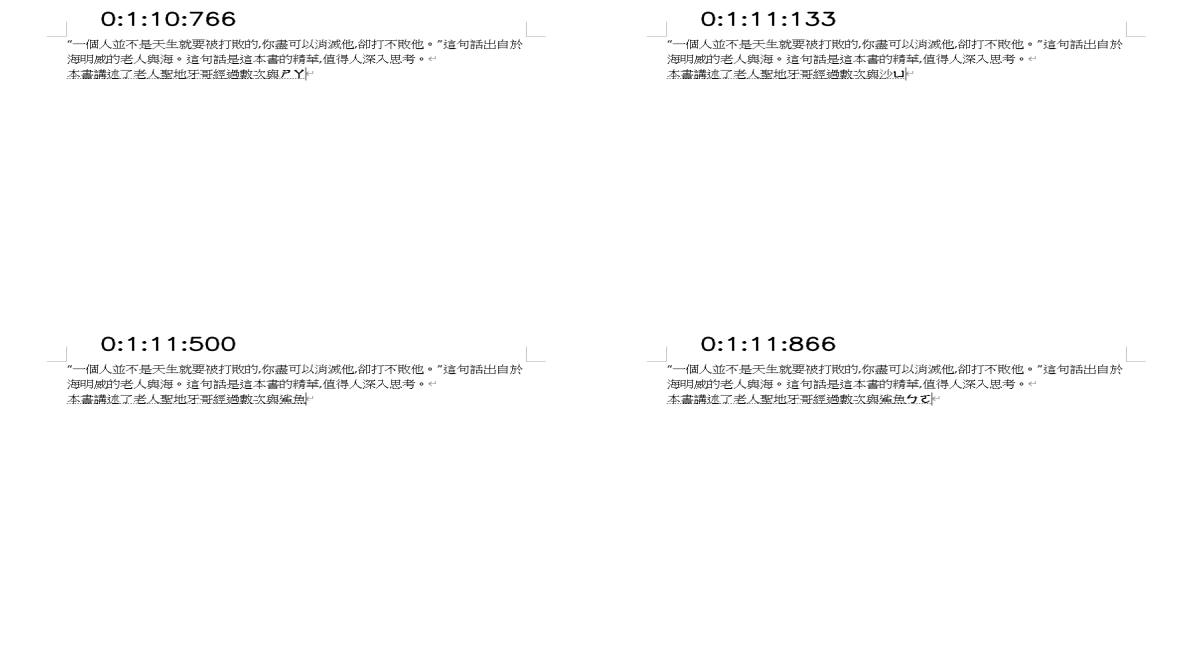 0:1:10:766
“一個人並不是天生就要被打敗的,你盡可以消滅他,卻打不敗他。”這句話出自於
海明威的老人與海。這句話是這本書的精華,值得人深入思考。
本書講述了老人聖地牙哥經過數次與ㄕㄚ
0:1:11:133
“一個人並不是天生就要被打敗的,你盡可以消滅他,卻打不敗他。”這句話出自於
海明威的老人與海。這句話是這本書的精華,值得人深入思考。
本書講述了老人聖地牙哥經過數次與沙ㄩ
0:1:11:500
“一個人並不是天生就要被打敗的,你盡可以消滅他,卻打不敗他。”這句話出自於
海明威的老人與海。這句話是這本書的精華,值得人深入思考。
本書講述了老人聖地牙哥經過數次與鯊魚
0:1:11:866
“一個人並不是天生就要被打敗的,你盡可以消滅他,卻打不敗他。”這句話出自於
海明威的老人與海。這句話是這本書的精華,值得人深入思考。
本書講述了老人聖地牙哥經過數次與鯊魚ㄅㄛ